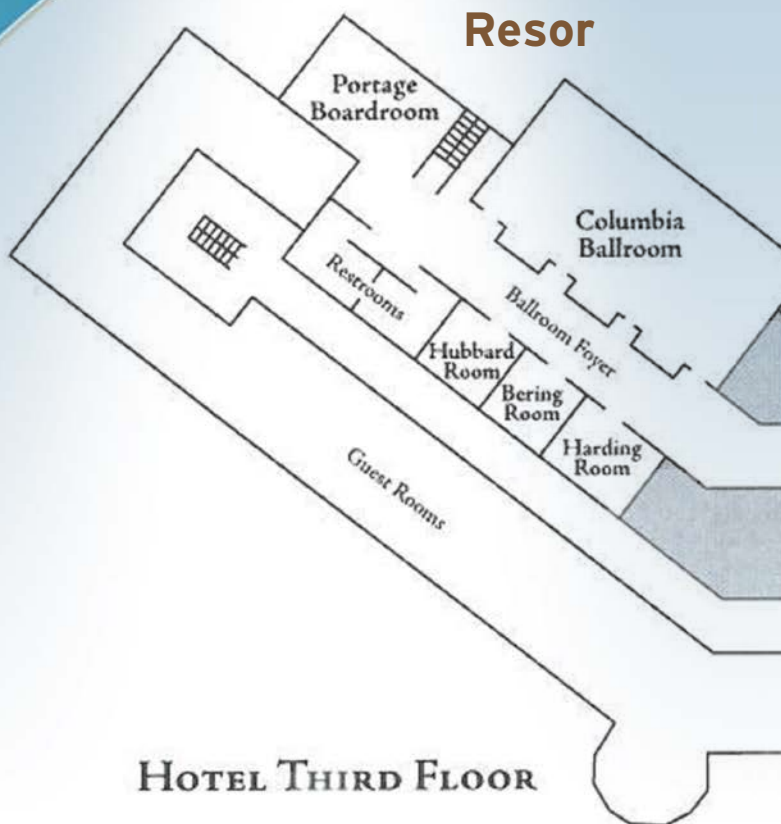 Resor
Portage
Boardroom
Columbia
Ballroom
Restrooms
Ballroom Foyer
Hubbard
Room
Bering
Room
Harding
Room
Guest Rooms
HOTEL THIRD FLOOR